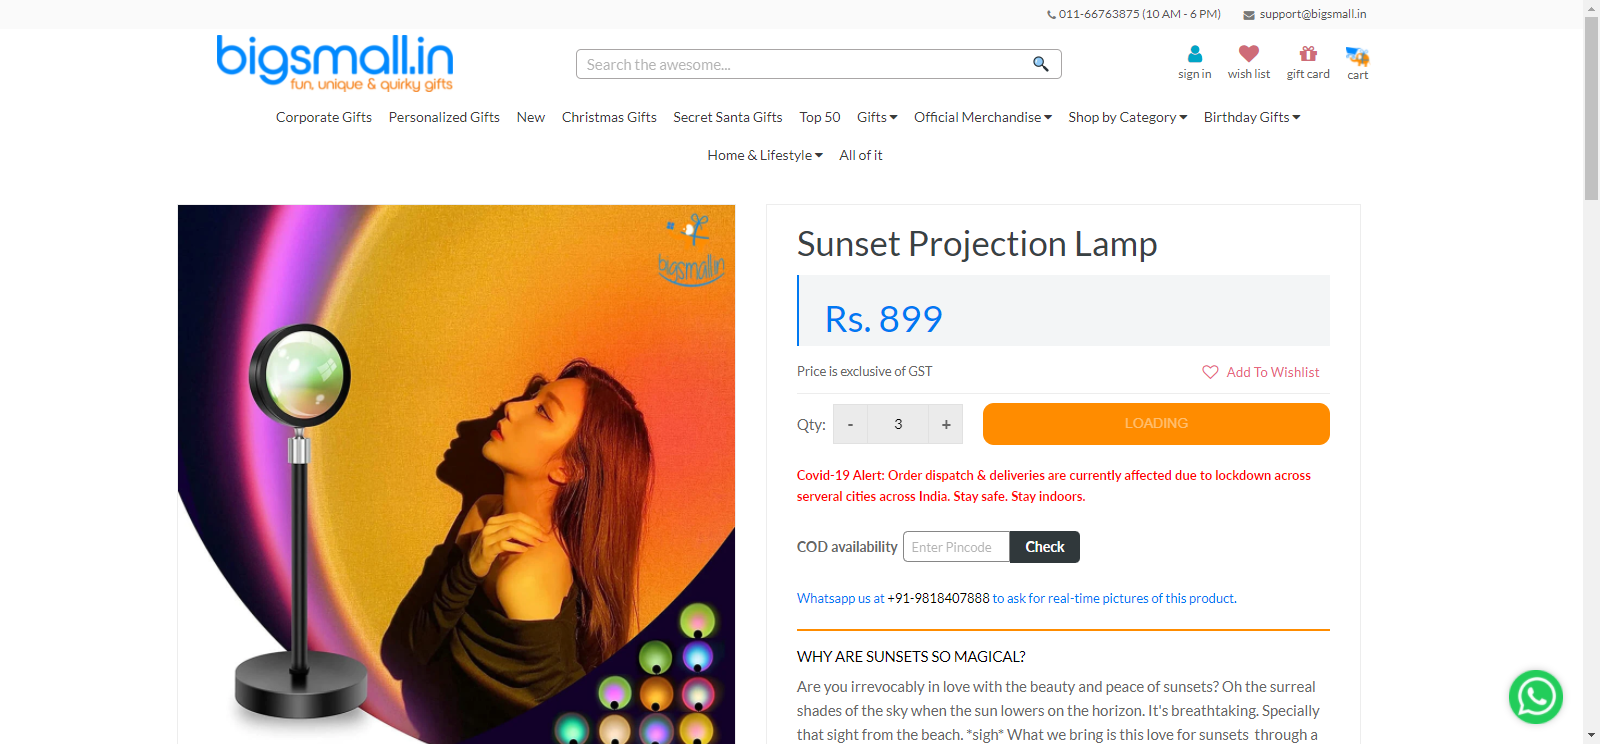 011-66763875 (10 AM - 6 PM) support@bigsmall.in
bigsmall.in
fun, unique & quirky gifts
Search the awesome...
sign in wish list gift card cart
Corporate Gifts Personalized Gifts New Christmas Gifts Secret Santa Gifts Top 50 Gifts Official Merchandise Shop by Category Birthday Gifts
Home & Lifestyle All of it
bigsmall.in
Sunset Projection Lamp
Rs. 899
Price is exclusive of GST Add To Wishlist
Qty: - 3 + LOADING
Covid-19 Alert: Order dispatch & deliveries are currently affected due to lockdown across
serveral cities across India. Stay safe. Stay indoors.
COD availability Enter Pincode Check
Whatsapp us at +91-9818407888 to ask for real-time pictures of this product.
WHY ARE SUNSETS SO MAGICAL?
Are you irrevocably in love with the beauty and peace of sunsets? Oh the surreal
shades of the sky when the sun lowers on the horizon. It's breathtaking. Specially
that sight from the beach. *sigh* What we bring is this love for sunsets through a